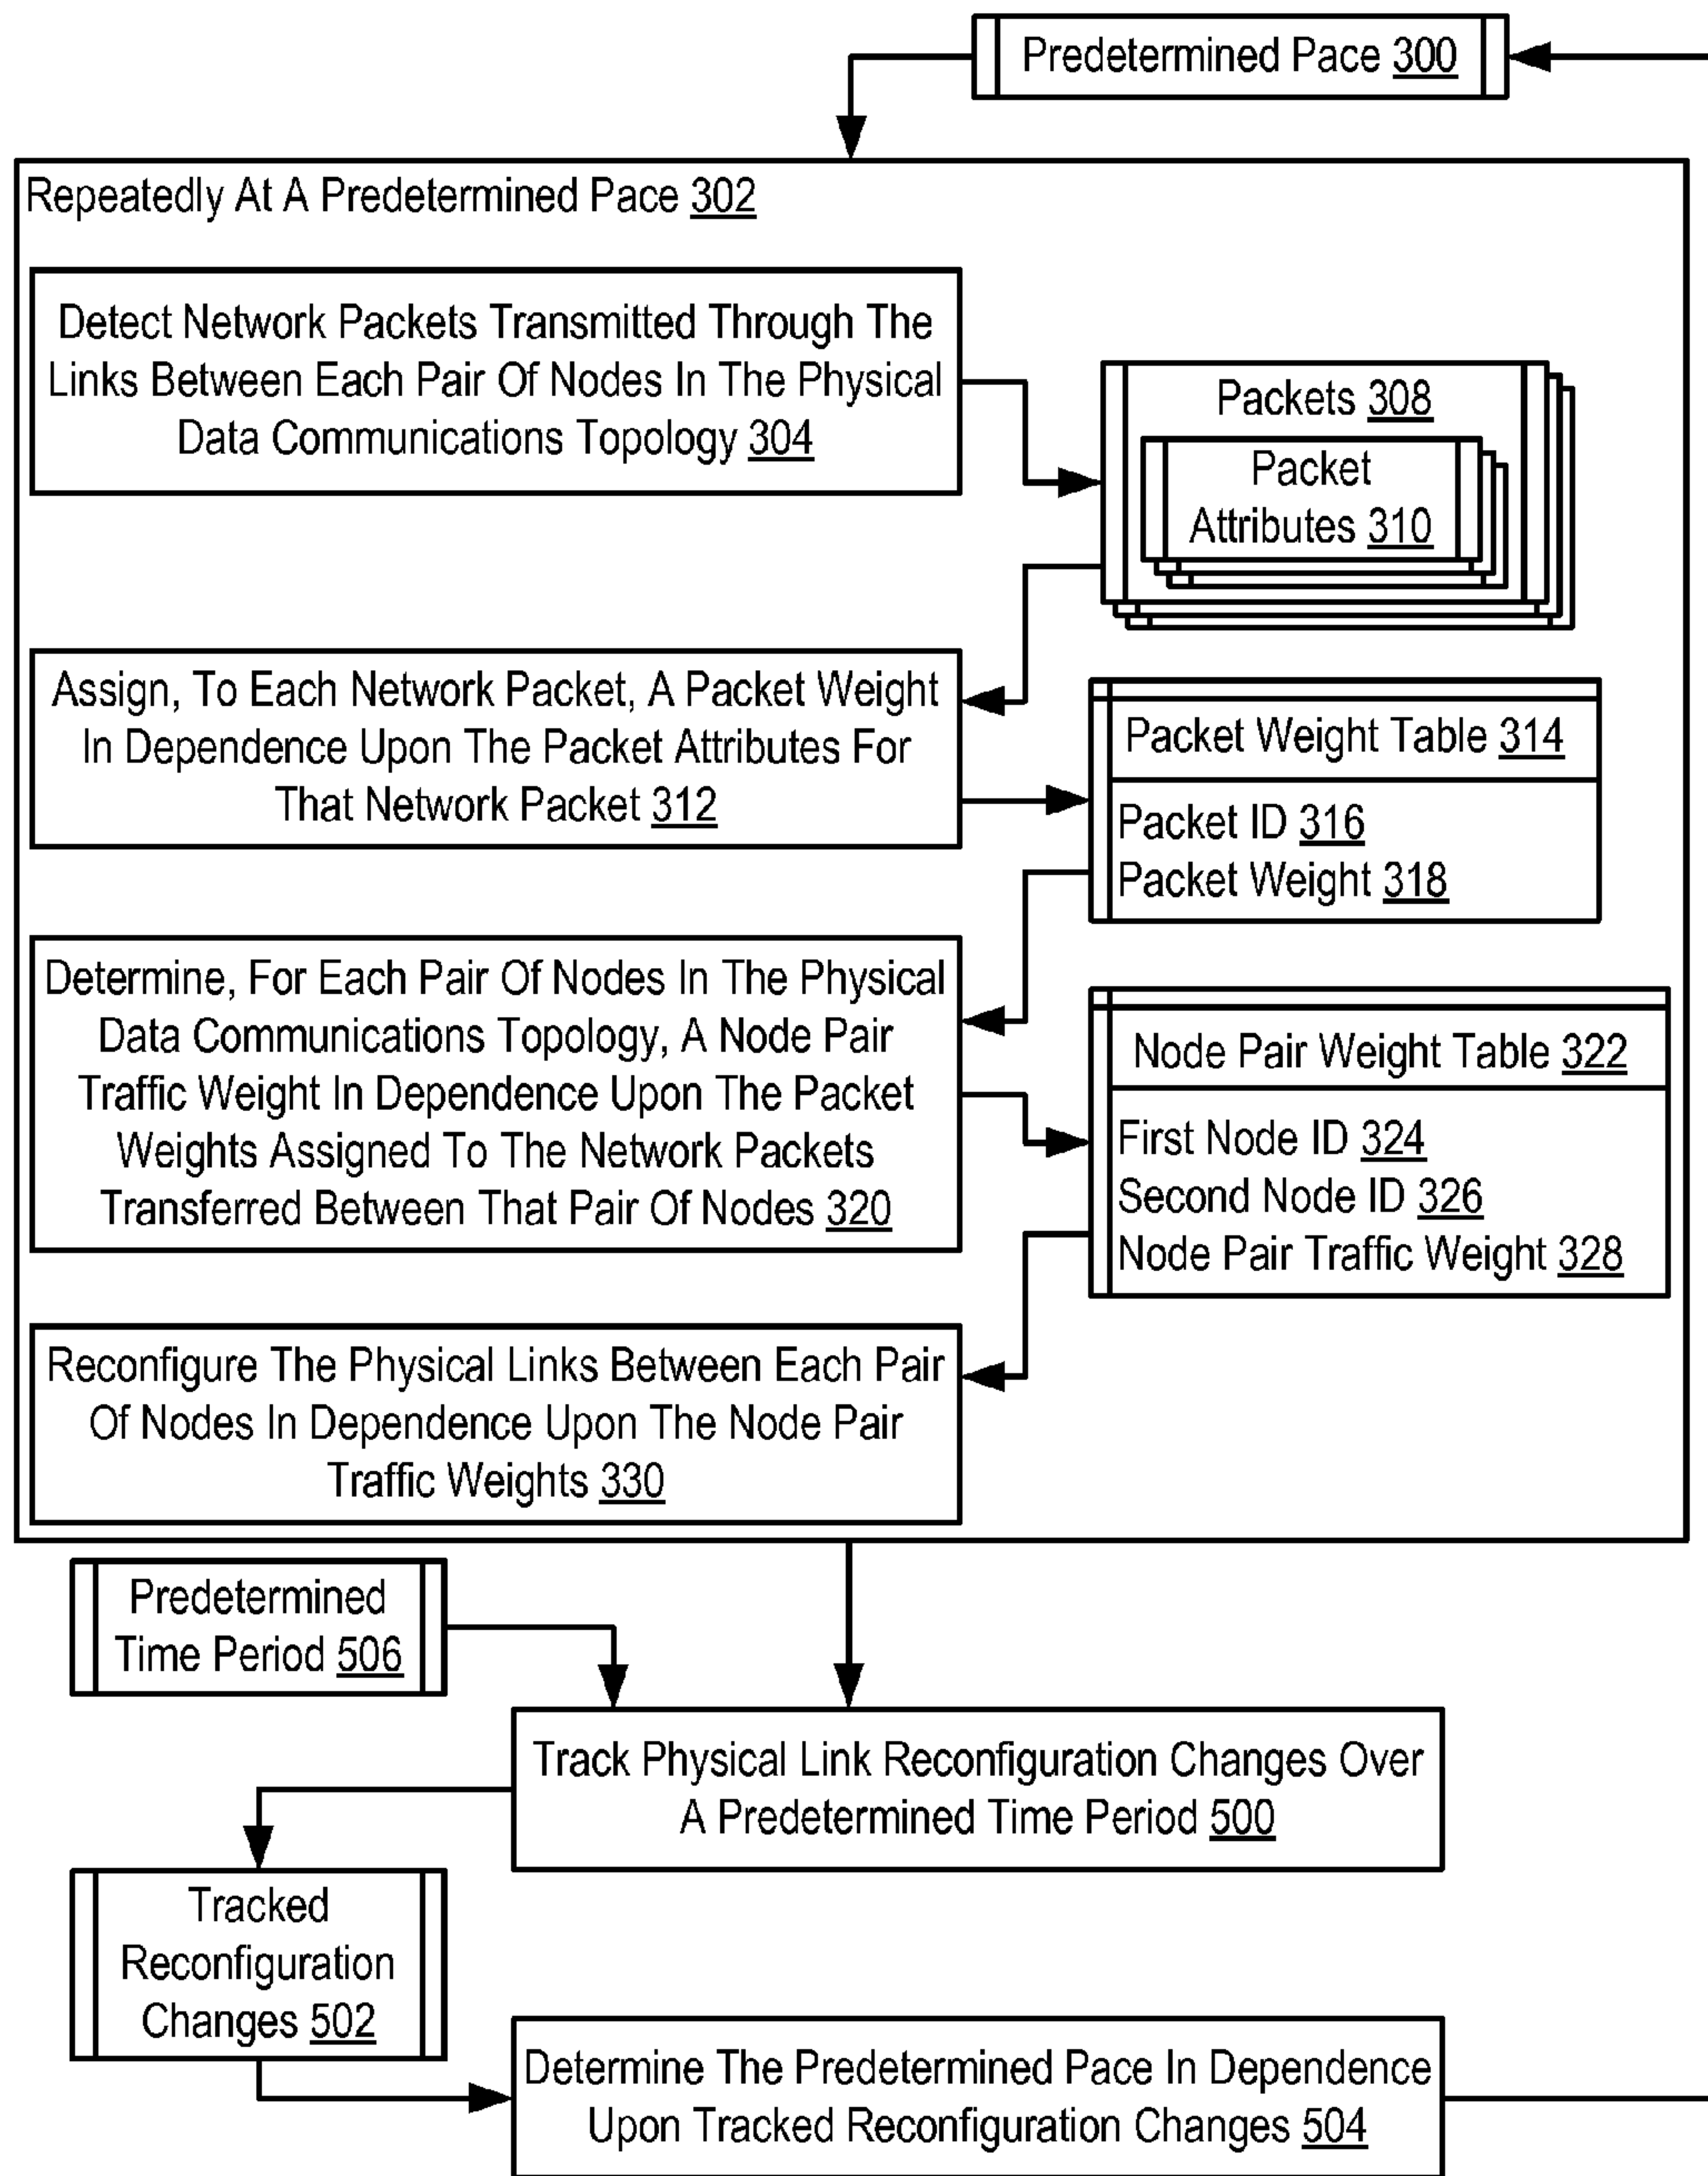 Predetermined Pace 300
Repeatedly At A Predetermined Pace 302
Detect Network Packets Transmitted Through The
Links Between Each Pair Of Nodes In The Physical
Data Communications Topology 304
Packets 308
Packet
Attributes 310
Assign, To Each Network Packet, A Packet Weight
In Dependence Upon The Packet Attributes For
That Network Packet 312
Packet Weight Table 314
Packet ID 316
Packet Weight 318
Determine, For Each Pair Of Nodes In The Physical
Data Communications Topology, A Node Pair
Traffic Weight In Dependence Upon The Packet
Weights Assigned To The Network Packets
Transferred Between That Pair Of Nodes 320
Node Pair Weight Table 322
First Node ID 324
Second Node ID 326
Node Pair Traffic Weight 328
Reconfigure The Physical Links Between Each Pair
Of Nodes In Dependence Upon The Node Pair
Traffic Weights 330
Predetermined
Time Period 506
Track Physical Link Reconfiguration Changes Over
A Predetermined Time Period 500
Tracked
Reconfiguration
Changes 502
Determine The Predetermined Pace In Dependence
Upon Tracked Reconfiguration Changes 504